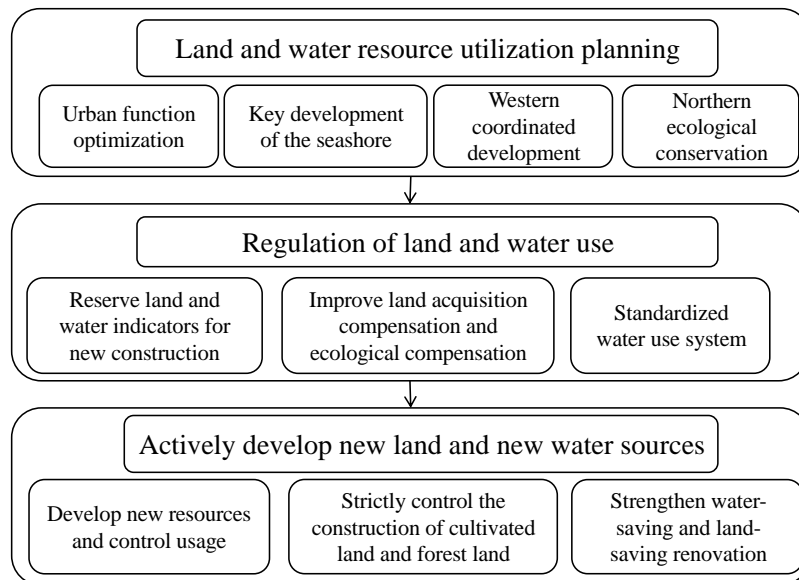 Land and water resource utilization planning
Urban function
optimization
Key development
of the seashore
Western
coordinated
development
Northern
ecological
conservation
Regulation of land and water use
Reserve land and
water indicators for
new construction
Improve land acquisition
compensation and
ecological compensation
Standardized
water use system
Actively develop new land and new water sources
Develop new resources
and control usage
Strictly control the
construction of cultivated
land and forest land
Strengthen water-
saving and land-
saving renovation